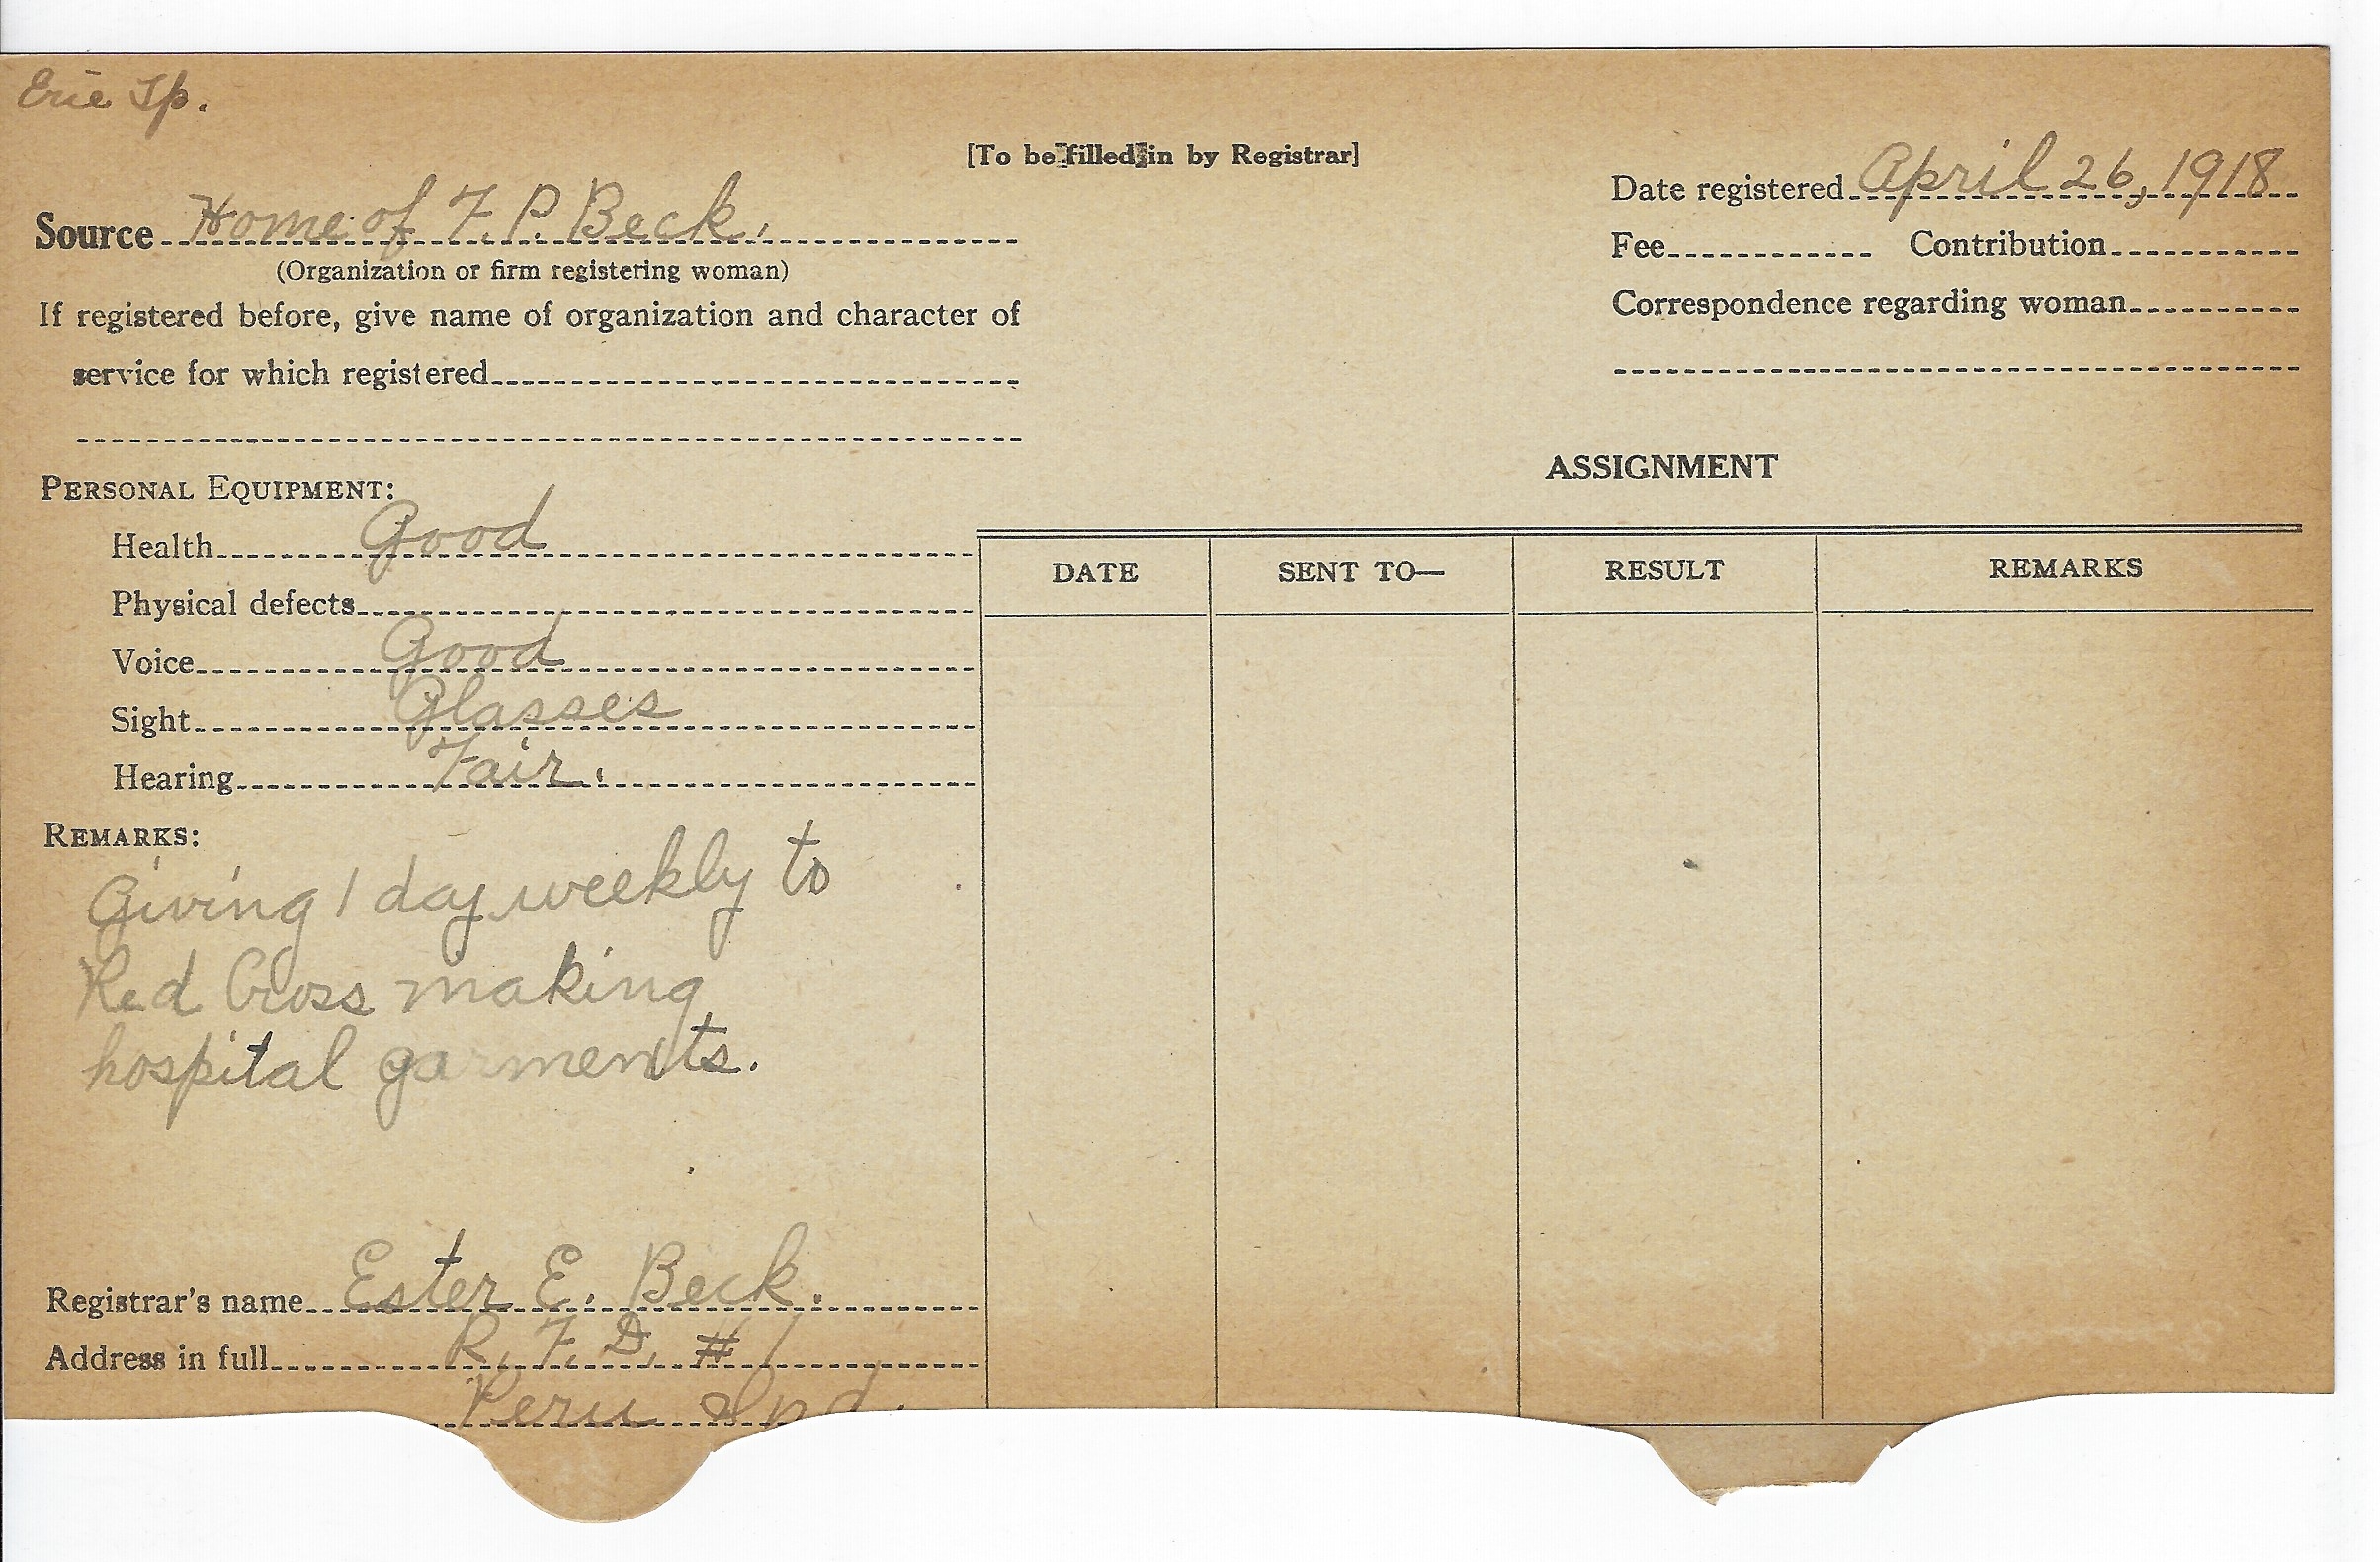 Erie Tp.
[To be filled in by Registrar]
Source Home of F. P. Beck.
(Organization or firm registering woman)
If registered before, give name of organization and character of
service for which registered
Date registered April 26, 1918
Fee Contribution
Correspondence regarding woman
PERSONAL EQUIPMENT:
Health Good
Physical defects
Voice Good
Sight Glasses
Hearing Fair.
REMARKS:
Giving 1 day weekly to
Red Cross making
hospital garments.
Registrar's name Ester E. Beck.
Address in full R. F. D. #1
Peru Ind.
ASSIGNMENT
DATE SENT TO— RESULT REMARKS